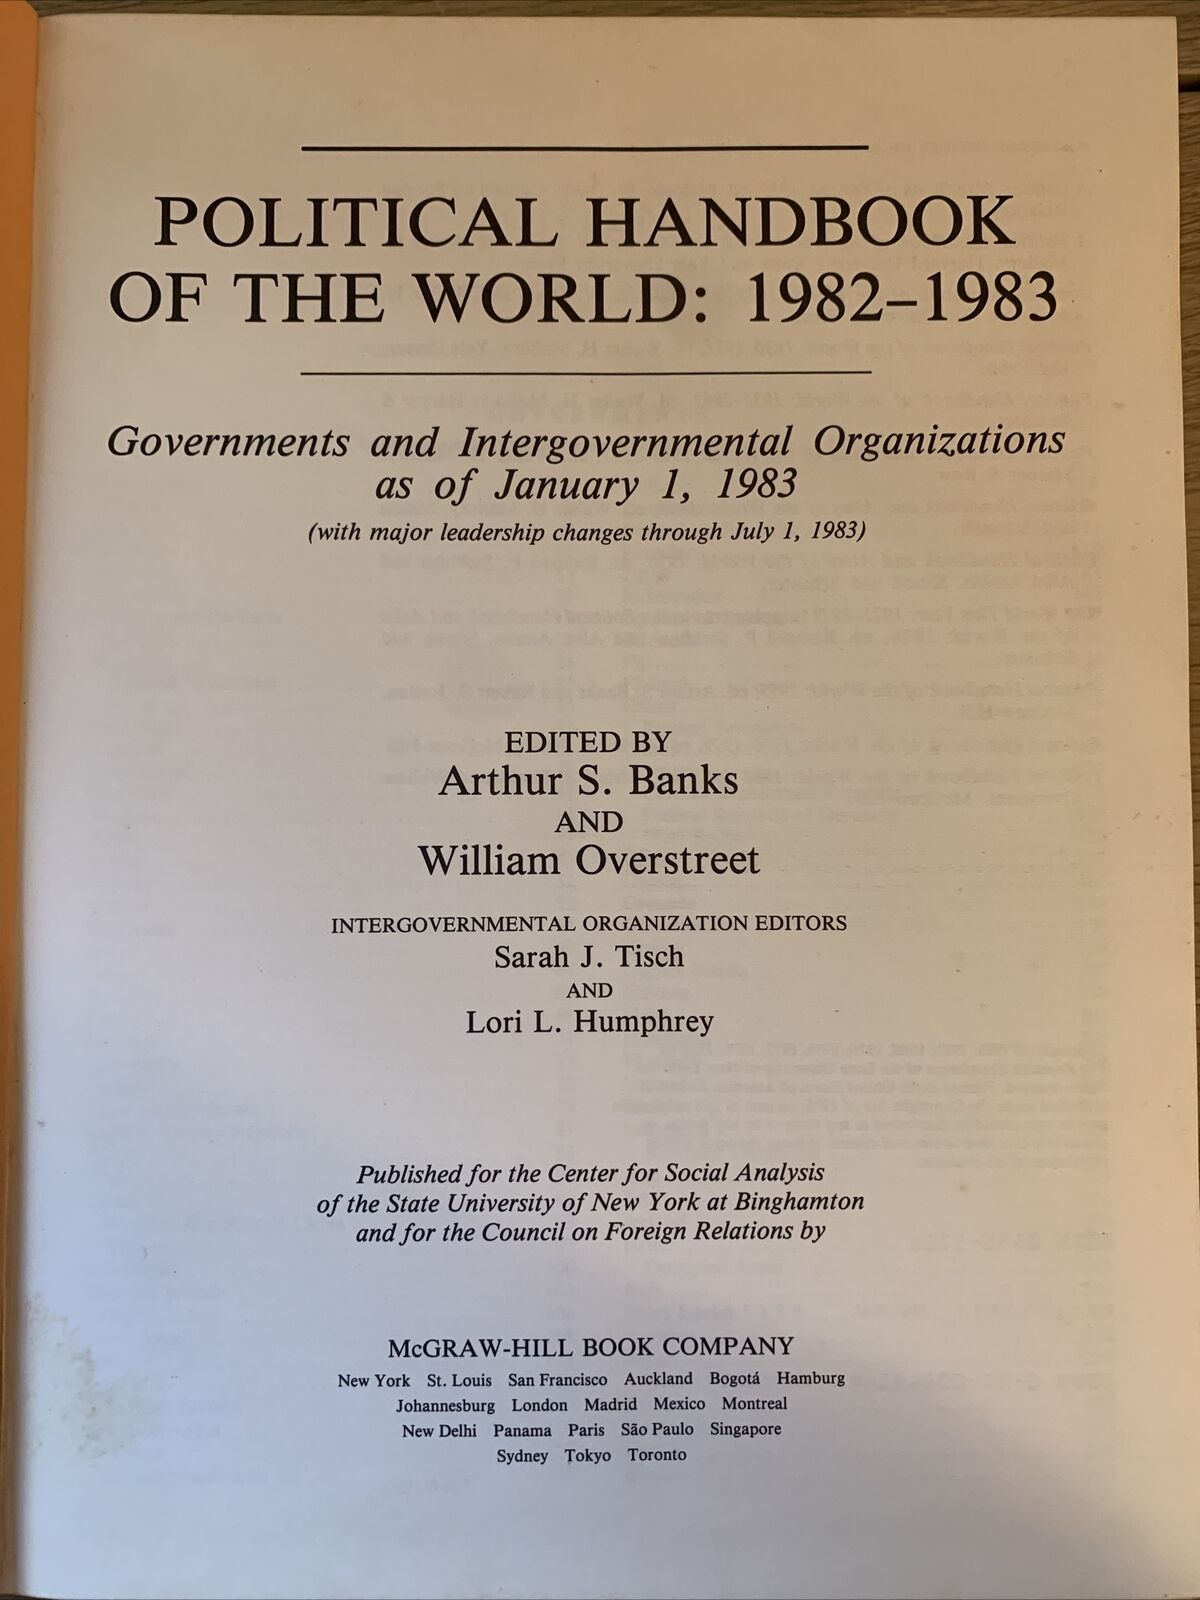 POLITICAL HANDBOOK
OF THE WORLD: 1982–1983
Governments and Intergovernmental Organizations
as of January 1, 1983
(with major leadership changes through July 1, 1983)
EDITED BY
Arthur S. Banks
AND
William Overstreet
INTERGOVERNMENTAL ORGANIZATION EDITORS
Sarah J. Tisch
AND
Lori L. Humphrey
Published for the Center for Social Analysis
of the State University of New York at Binghamton
and for the Council on Foreign Relations by
McGRAW-HILL BOOK COMPANY
New York St. Louis San Francisco Auckland Bogotá Hamburg
Johannesburg London Madrid Mexico Montreal
New Delhi Panama Paris São Paulo Singapore
Sydney Tokyo Toronto